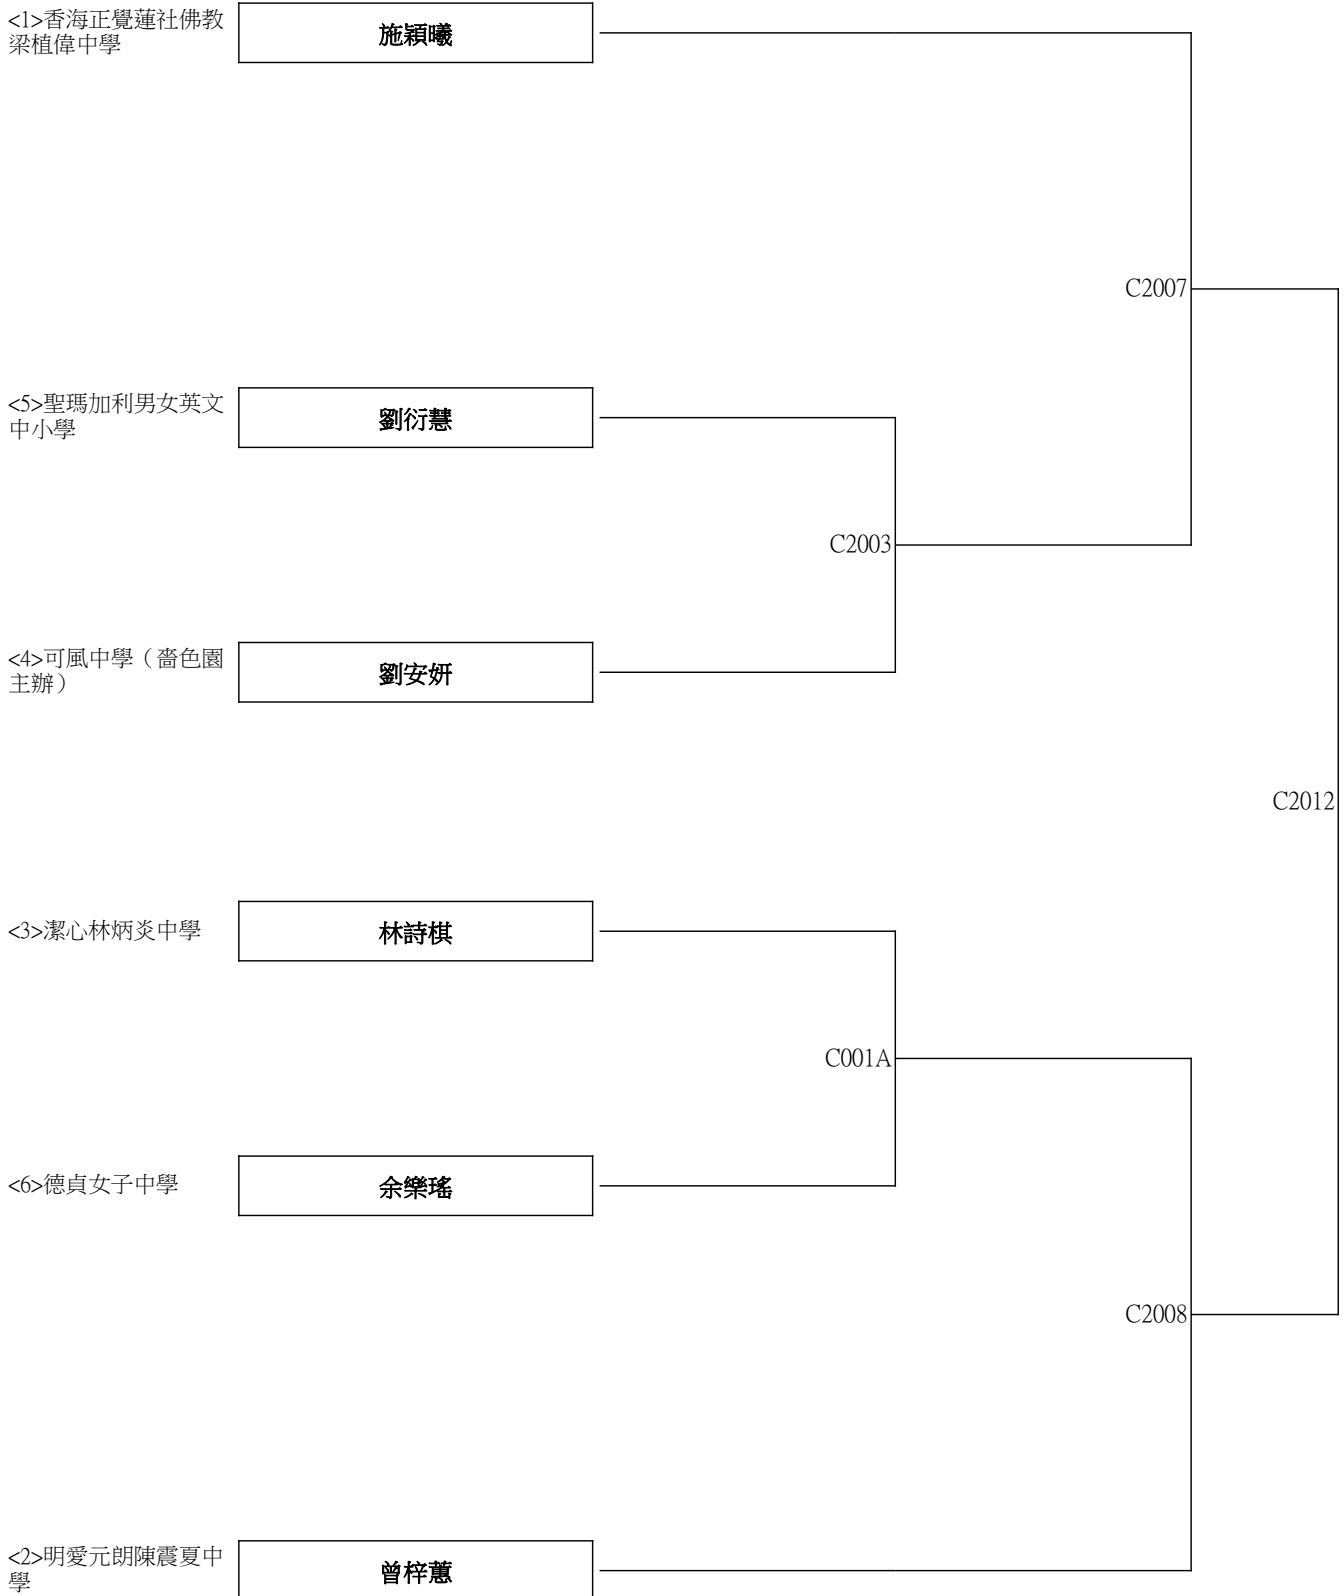 <1>香海正覺蓮社佛教
梁植偉中學
施穎曦
C2007
<5>聖瑪加利男女英文
中小學
劉衍慧
C2003
<4>可風中學（嗇色園
主辦）
劉安妍
C2012
<3>潔心林炳炎中學
林詩棋
C001A
<6>德貞女子中學
余樂瑤
C2008
<2>明愛元朗陳震夏中
學
曾梓蕙